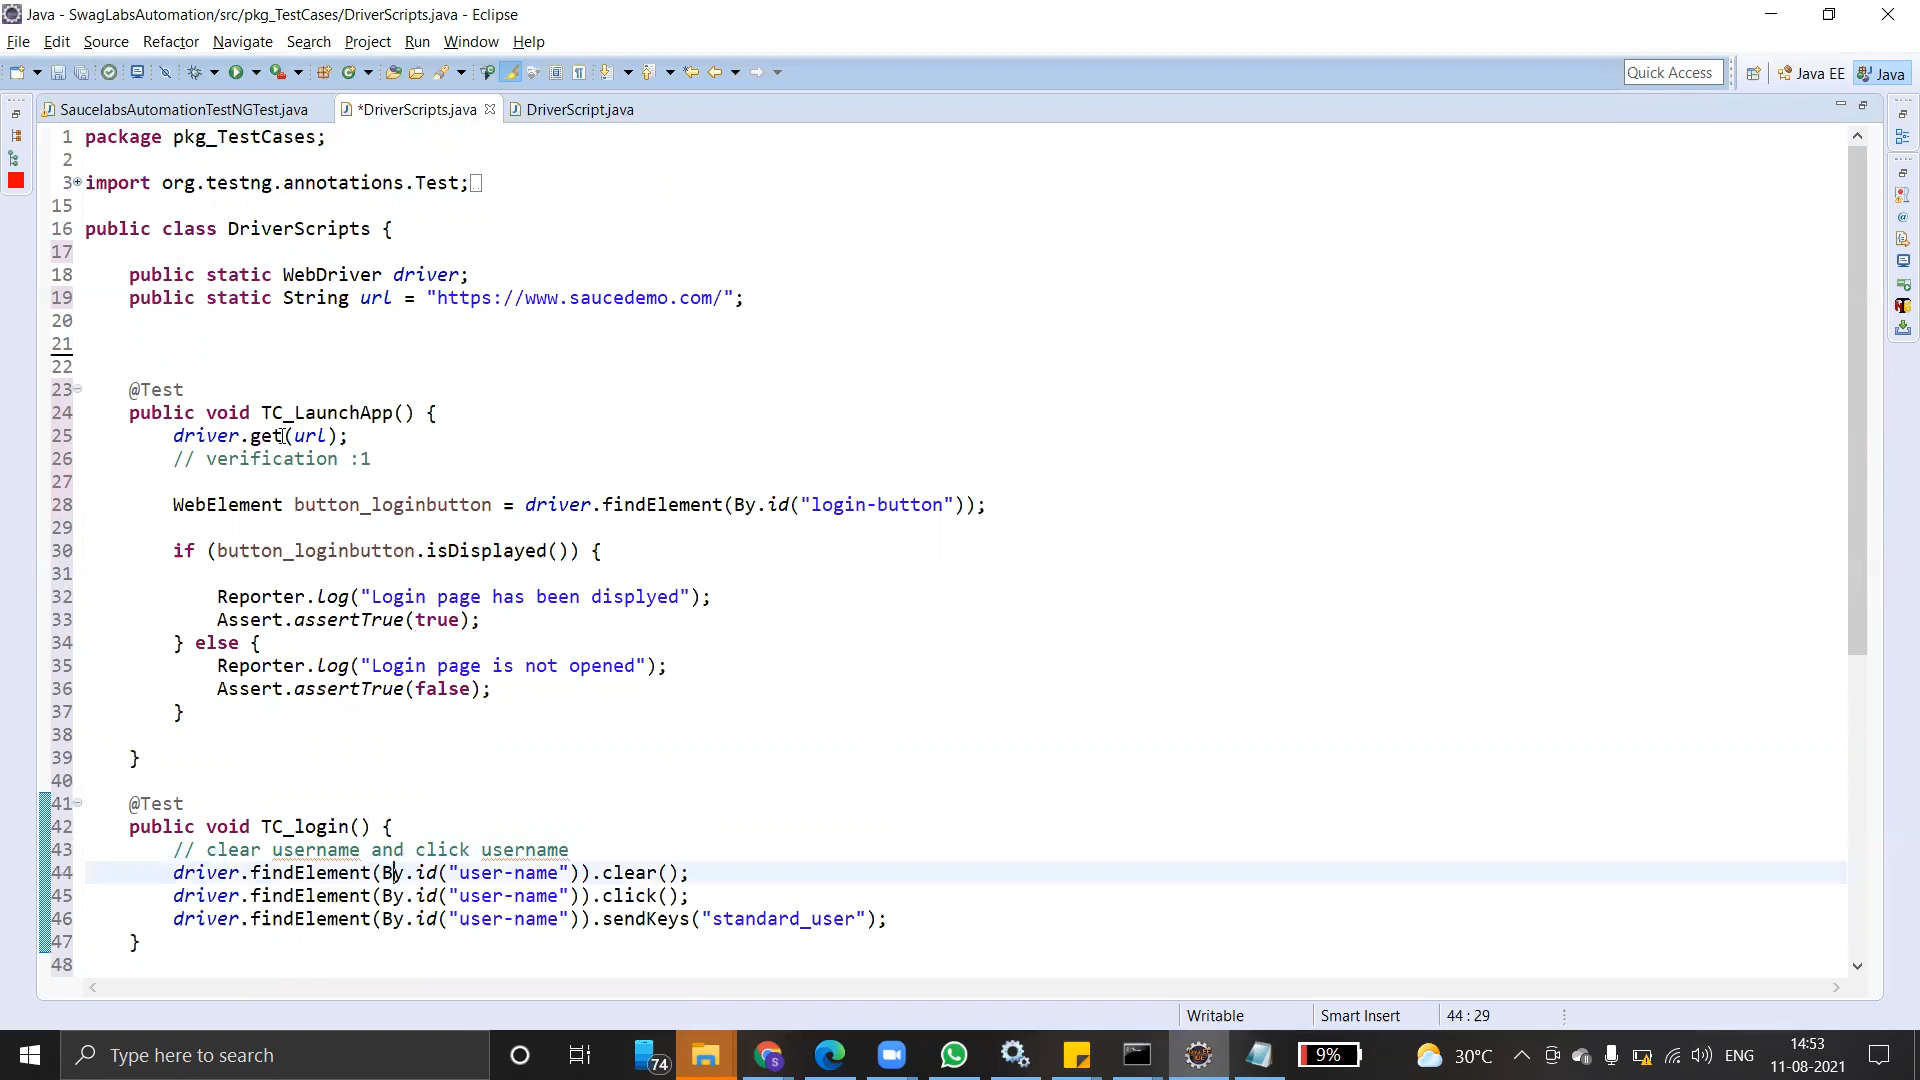 Java - SwagLabsAutomation/src/pkg_TestCases/DriverScripts.java - Eclipse
File Edit Source Refactor Navigate Search Project Run Window Help
Quick Access Java EE Java
SaucelabsAutomationTestNGTest.java *DriverScripts.java DriverScript.java
1 package pkg_TestCases;
2
3 import org.testng.annotations.Test;
15
16 public class DriverScripts {
17
18 public static WebDriver driver;
19 public static String url = "https://www.saucedemo.com/";
20
21
22
23 @Test
24 public void TC_LaunchApp() {
25 driver.get(url);
26 // verification :1
27
28 WebElement button_loginbutton = driver.findElement(By.id("login-button"));
29
30 if (button_loginbutton.isDisplayed()) {
31
32 Reporter.log("Login page has been displyed");
33 Assert.assertTrue(true);
34 } else {
35 Reporter.log("Login page is not opened");
36 Assert.assertTrue(false);
37 }
38
39 }
40
41 @Test
42 public void TC_login() {
43 // clear username and click username
44 driver.findElement(By.id("user-name")).clear();
45 driver.findElement(By.id("user-name")).click();
46 driver.findElement(By.id("user-name")).sendKeys("standard_user");
47 }
48
Writable Smart Insert 44 : 29
Type here to search 74 9% 30°C ENG 14:53
11-08-2021